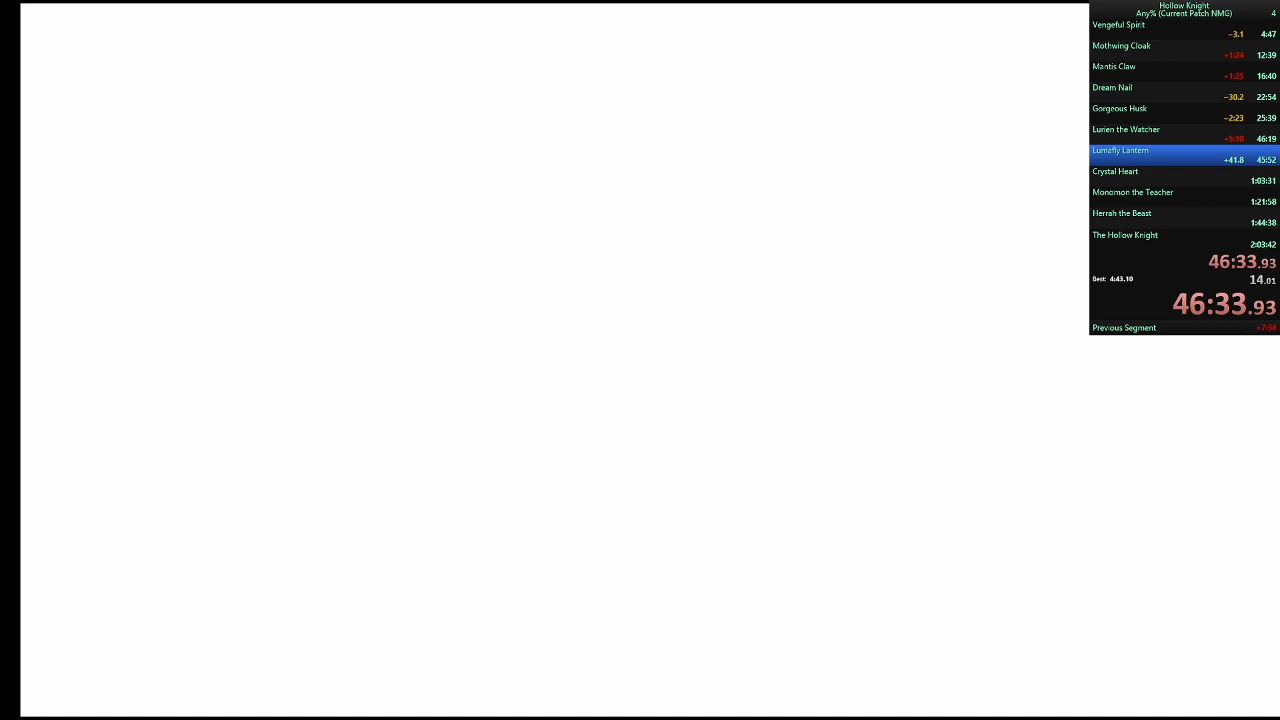 Hollow Knight
Any% (Current Patch NMG) 4
Vengeful Spirit
−3.1 4:47
Mothwing Cloak
+1:24 12:39
Mantis Claw
+1:25 16:40
Dream Nail
−30.2 22:54
Gorgeous Husk
−2:23 25:39
Lurien the Watcher
+5:10 46:19
Lumafly Lantern
+41.8 45:52
Crystal Heart
1:03:31
Monomon the Teacher
1:21:58
Herrah the Beast
1:44:38
The Hollow Knight
2:03:42
46:33.93
Best: 4:43.10 14.01
46:33.93
Previous Segment +7:34